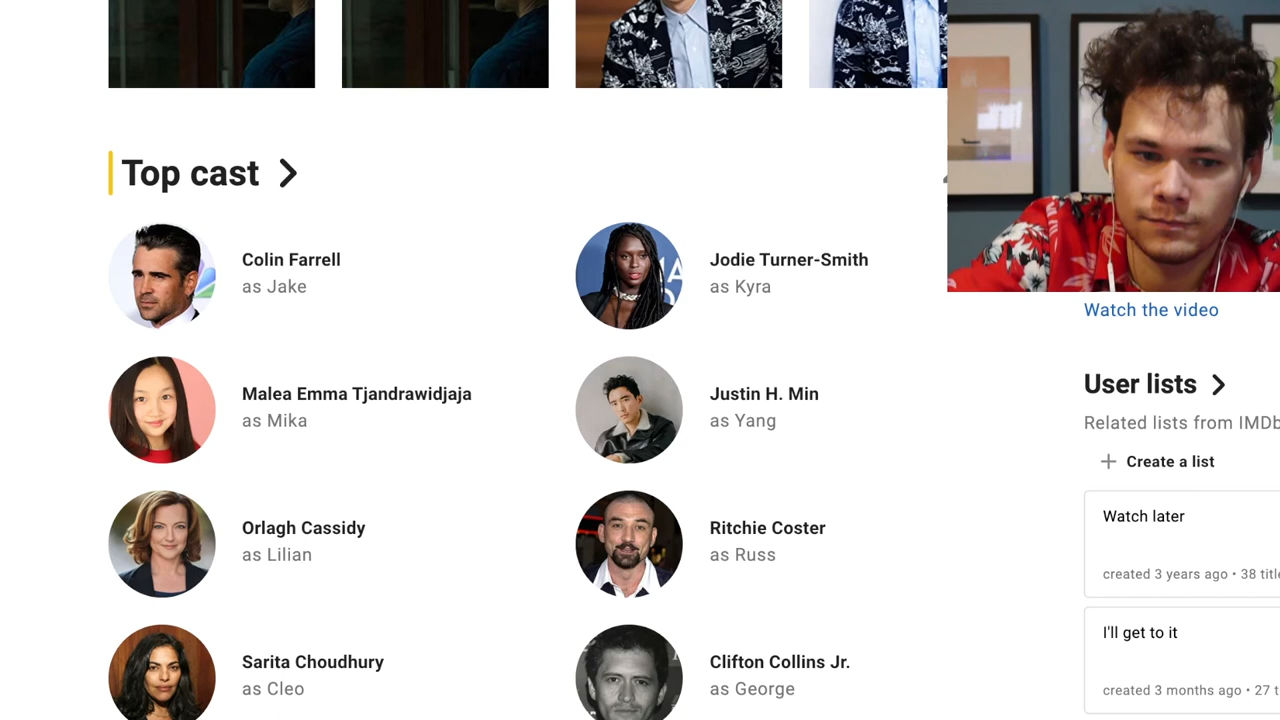 Top cast
Colin Farrell
as Jake
Jodie Turner-Smith
as Kyra
Malea Emma Tjandrawidjaja
as Mika
Justin H. Min
as Yang
Orlagh Cassidy
as Lilian
Ritchie Coster
as Russ
Sarita Choudhury
as Cleo
Clifton Collins Jr.
as George
Watch the video
User lists
Related lists from IMDb
Create a list
Watch later
created 3 years ago • 38 title
I'll get to it
created 3 months ago • 27 t